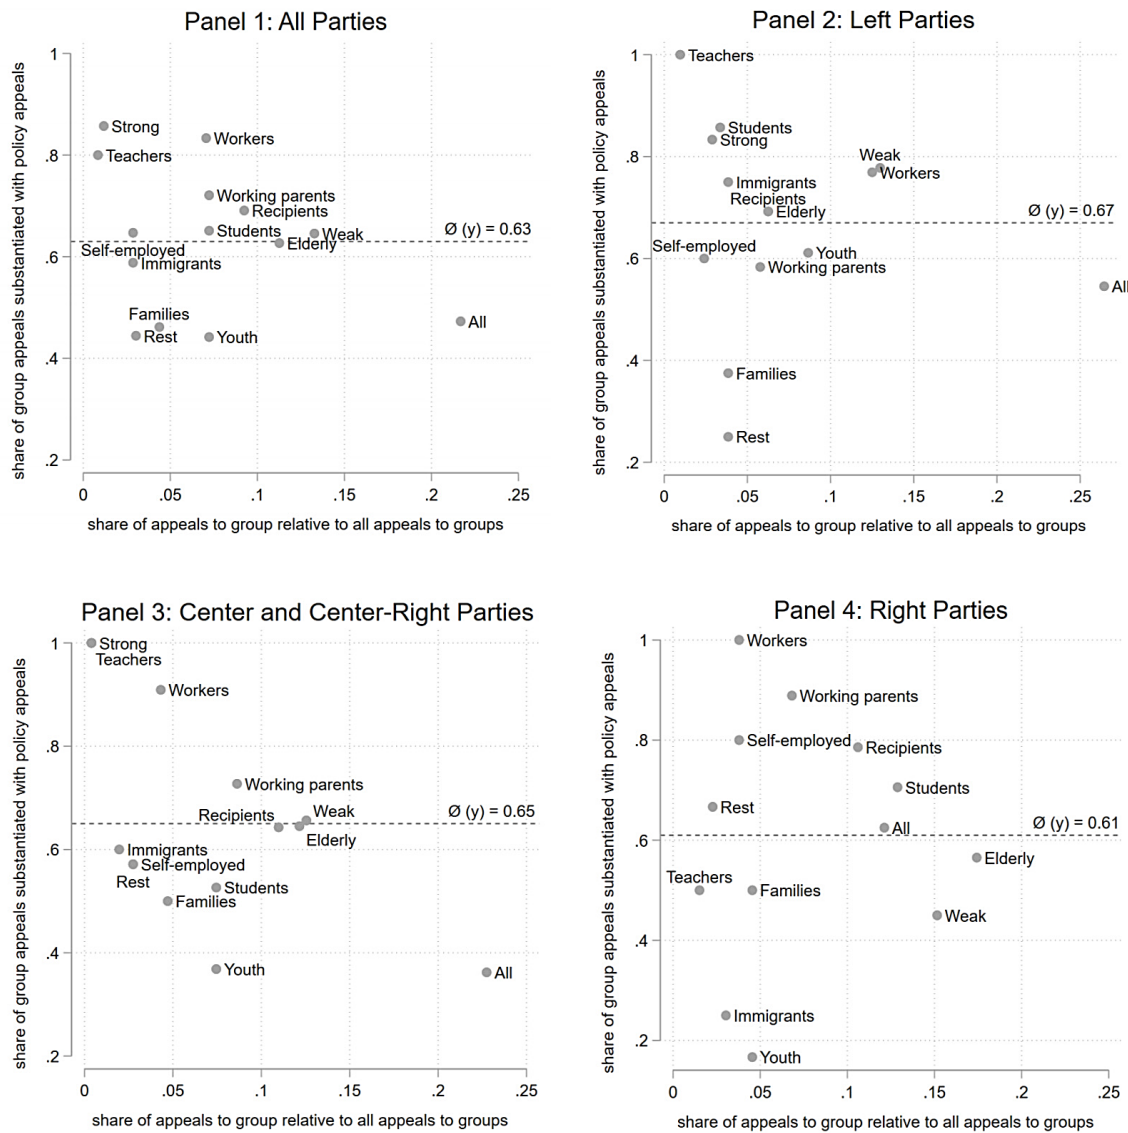 Panel 1: All Parties
share of group appeals substantiated with policy appeals
1
.8
.6
.4
.2
Strong
Workers
Teachers
Working parents
Recipients
Students
Weak
Ø (y) = 0.63
Elderly
Self-employed
Immigrants
Families
Rest
Youth
All
0
.05
.1
.15
.2
.25
share of appeals to group relative to all appeals to groups
Panel 2: Left Parties
share of group appeals substantiated with policy appeals
1
.8
.6
.4
.2
Teachers
Students
Strong
Weak
Workers
Immigrants
Recipients
Elderly
Ø (y) = 0.67
Self-employed
Youth
Working parents
All
Families
Rest
0
.05
.1
.15
.2
.25
share of appeals to group relative to all appeals to groups
Panel 3: Center and Center-Right Parties
share of group appeals substantiated with policy appeals
1
.8
.6
.4
.2
Strong
Teachers
Workers
Working parents
Recipients
Weak
Ø (y) = 0.65
Elderly
Immigrants
Self-employed
Rest
Students
Families
Youth
All
0
.05
.1
.15
.2
.25
share of appeals to group relative to all appeals to groups
Panel 4: Right Parties
share of group appeals substantiated with policy appeals
1
.8
.6
.4
.2
Workers
Working parents
Self-employed
Recipients
Students
Rest
All
Ø (y) = 0.61
Elderly
Teachers
Families
Weak
Immigrants
Youth
0
.05
.1
.15
.2
.25
share of appeals to group relative to all appeals to groups